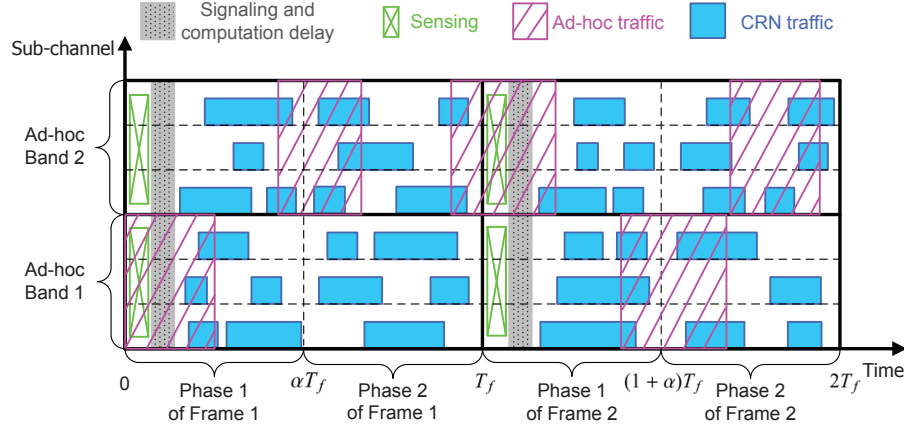 Signaling and
computation delay
Sensing
Ad-hoc traffic
CRN traffic
Sub-channel
Ad-hoc
Band 2
Ad-hoc
Band 1
0
αT_f
T_f
(1 + α)T_f
2T_f
Time
Phase 1
of Frame 1
Phase 2
of Frame 1
Phase 1
of Frame 2
Phase 2
of Frame 2